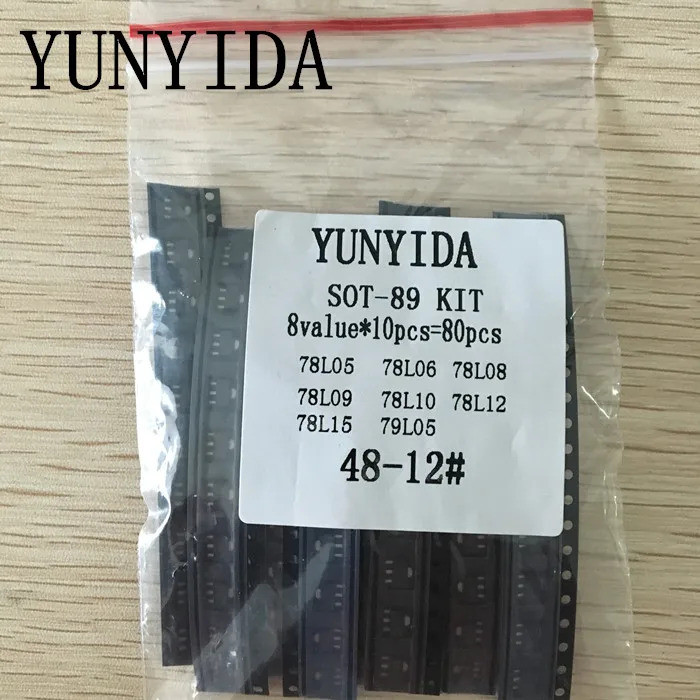 YUNYIDA
YUNYIDA
SOT-89 KIT
8value*10pcs=80pcs
78L05 78L06 78L08
78L09 78L10 78L12
78L15 79L05
48-12#